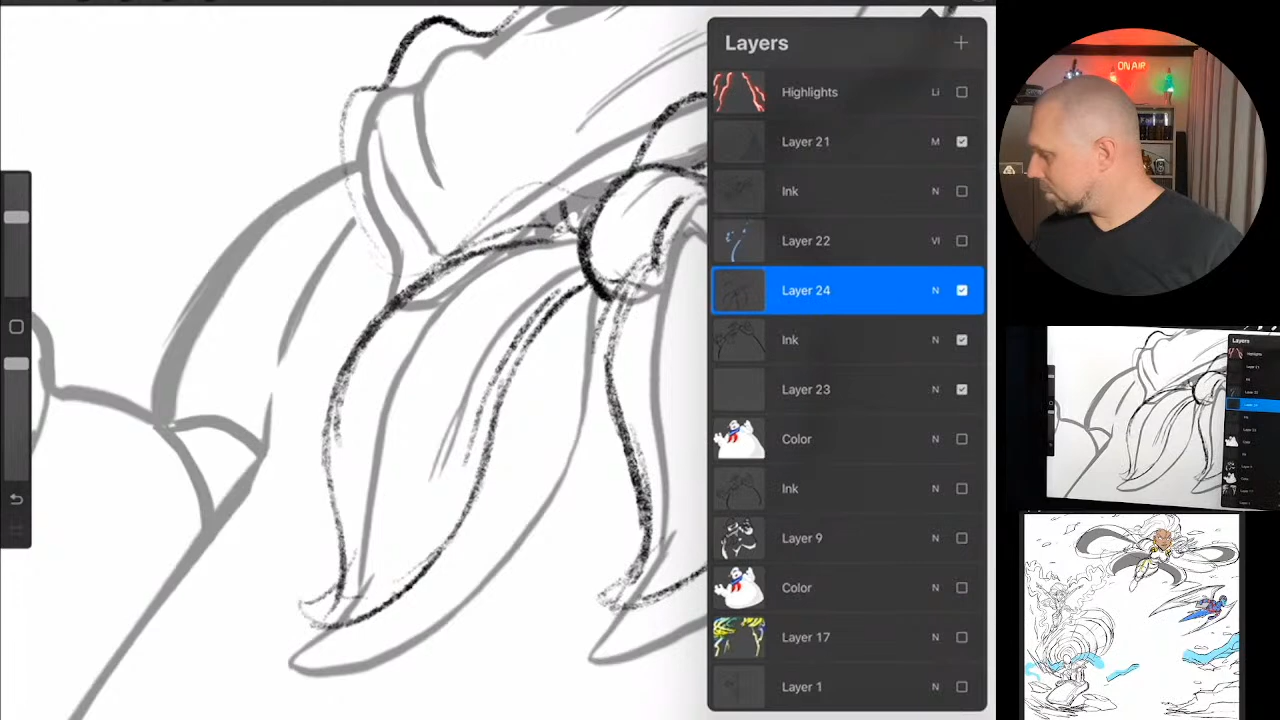 Layers
Highlights Li
Layer 21 M
Ink N
Layer 22 VI
Layer 24 N
Ink N
Layer 23 N
Color N
Ink N
Layer 9 N
Color N
Layer 17 N
Layer 1 N
ON AIR
Layers